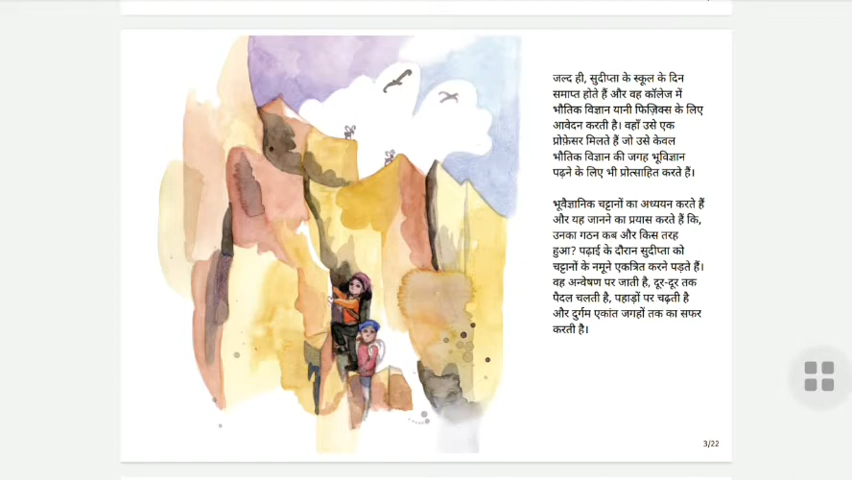 जल्द ही, सुदीप्ता के स्कूल के दिन
समाप्त होते हैं और वह कॉलेज में
भौतिक विज्ञान यानी फिज़िक्स के लिए
आवेदन करती है। वहाँ उसे एक
प्रोफ़ेसर मिलते हैं जो उसे केवल
भौतिक विज्ञान की जगह भूविज्ञान
पढ़ने के लिए भी प्रोत्साहित करते हैं।
भूवैज्ञानिक चट्टानों का अध्ययन करते हैं
और यह जानने का प्रयास करते हैं कि,
उनका गठन कब और किस तरह
हुआ? पढ़ाई के दौरान सुदीप्ता को
चट्टानों के नमूने एकत्रित करने पड़ते हैं।
वह अन्वेषण पर जाती है, दूर-दूर तक
पैदल चलती है, पहाड़ों पर चढ़ती है
और दुर्गम एकांत जगहों तक का सफर
करती है।
3/22